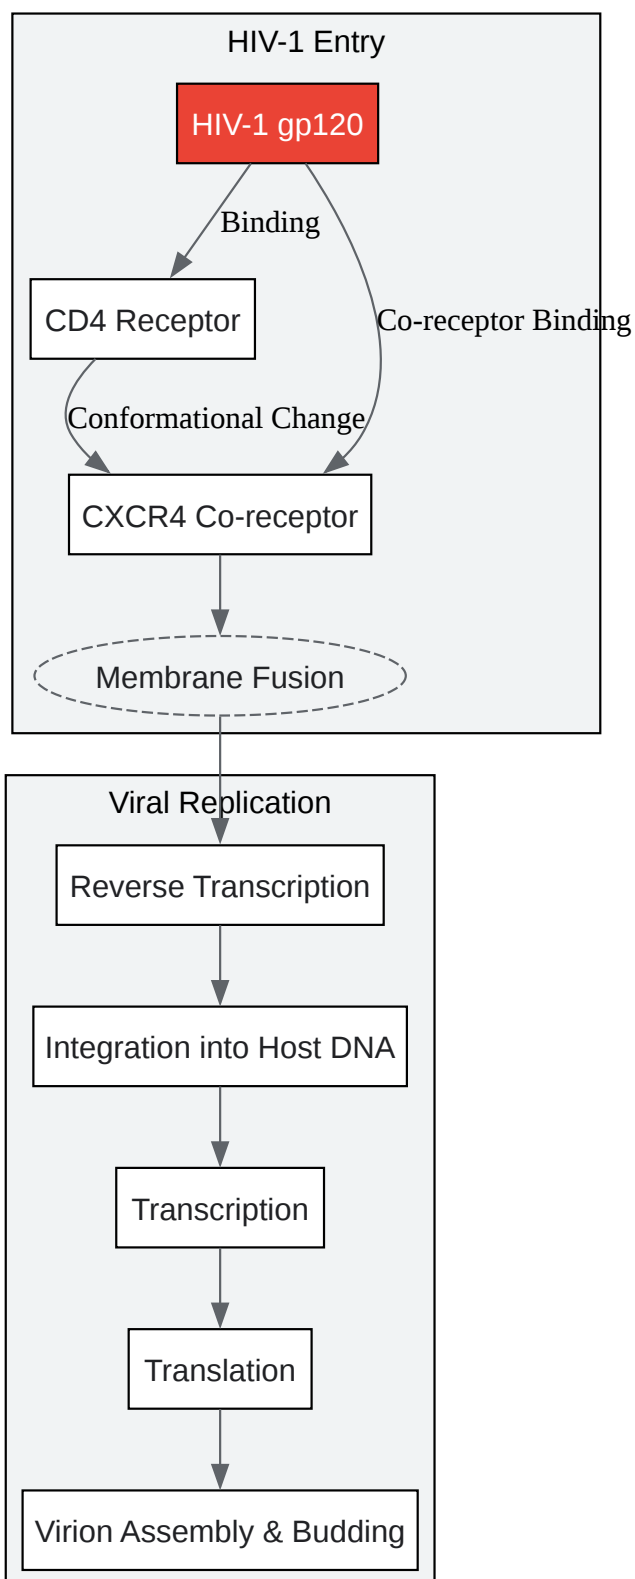 HIV-1 Entry
HIV-1 gp120
Binding
CD4 Receptor
Co-receptor Binding
Conformational Change
CXCR4 Co-receptor
Membrane Fusion
Viral Replication
Reverse Transcription
Integration into Host DNA
Transcription
Translation
Virion Assembly & Budding